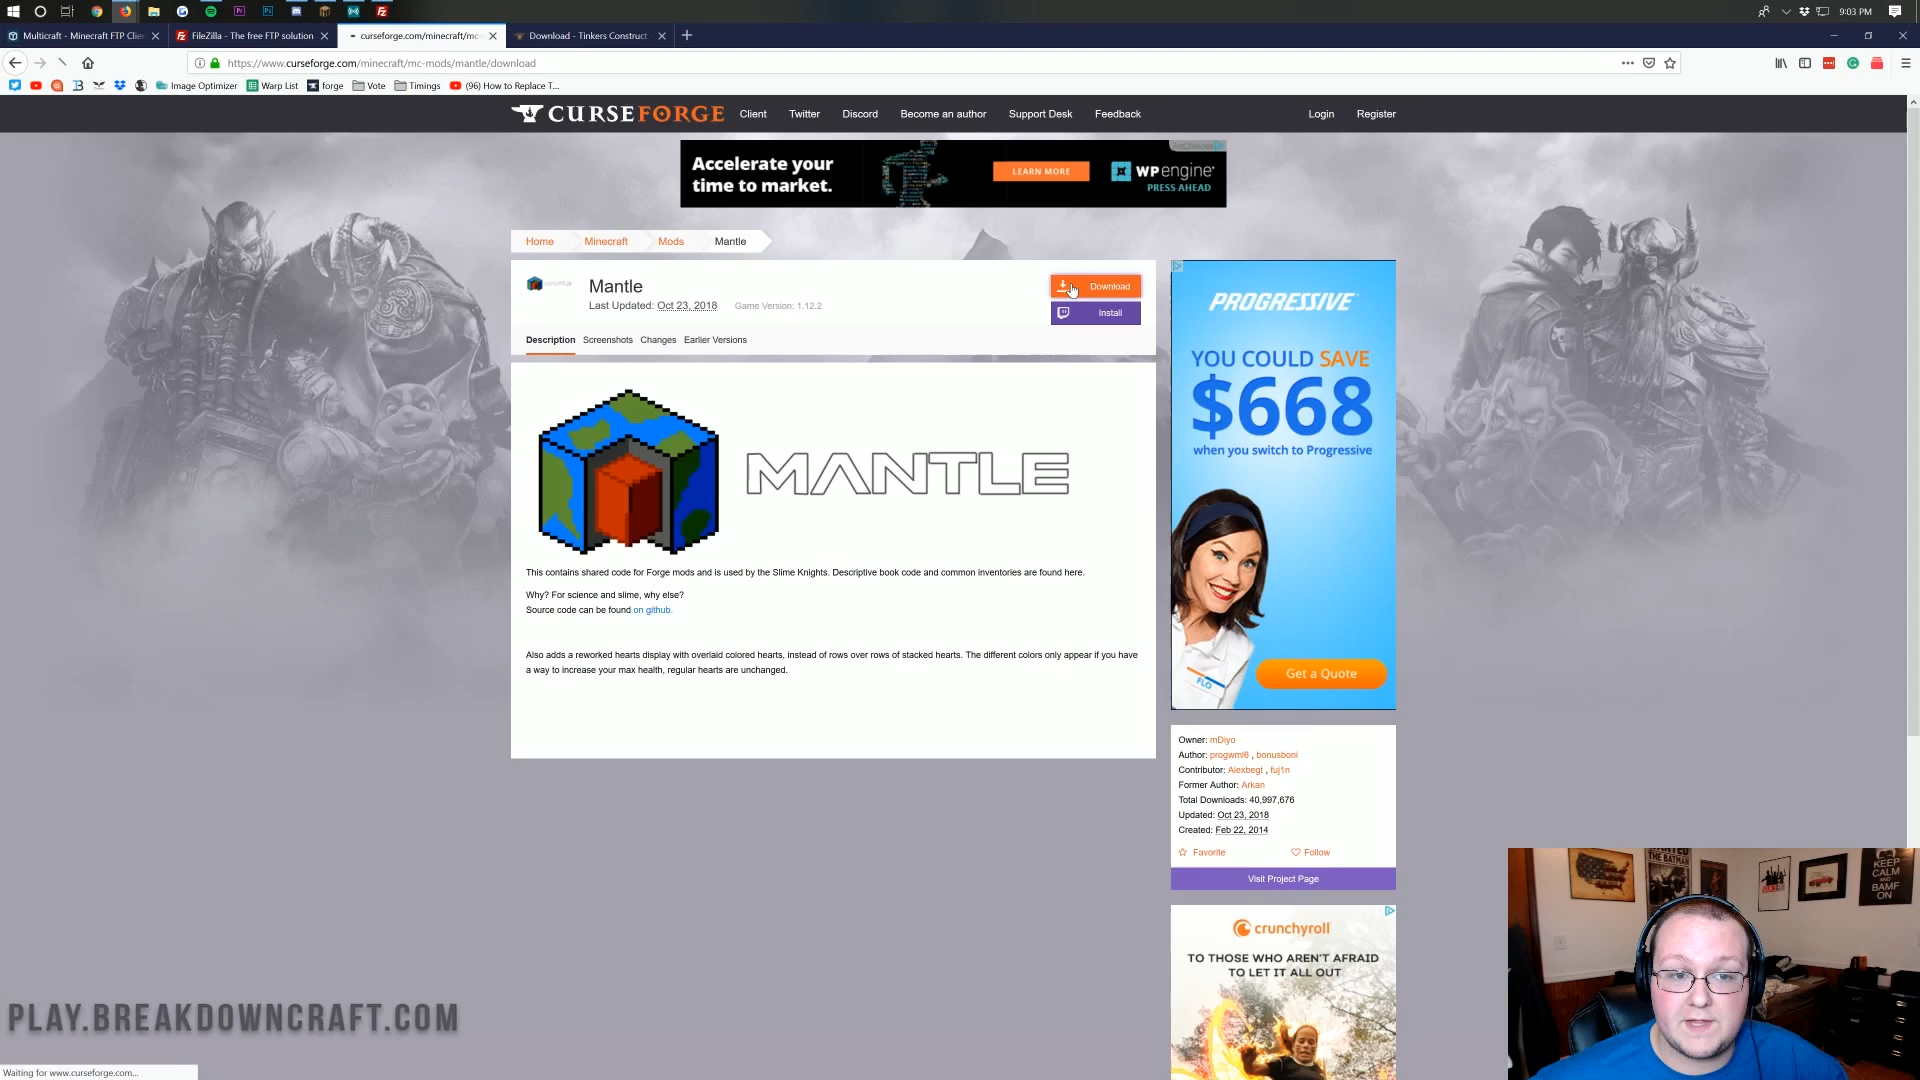 9:03 PM
Multicraft - Minecraft FTP Clien
FileZilla - The free FTP solution
curseforge.com/minecraft/mc-
Download - Tinkers Construct
https://www.curseforge.com/minecraft/mc-mods/mantle/download
Image Optimizer
Warp List
forge
Vote
Timings
(96) How to Replace T...
CURSEFORGE
Client
Twitter
Discord
Become an author
Support Desk
Feedback
Login
Register
Accelerate your
time to market.
LEARN MORE
WP engine
PRESS AHEAD
AdChoices
Home
Minecraft
Mods
Mantle
Mantle
Last Updated: Oct 23, 2018
Game Version: 1.12.2
Download
Install
Description
Screenshots
Changes
Earlier Versions
MANTLE
This contains shared code for Forge mods and is used by the Slime Knights. Descriptive book code and common inventories are found here.
Why? For science and slime, why else?
Source code can be found on github.
Also adds a reworked hearts display with overlaid colored hearts, instead of rows over rows of stacked hearts. The different colors only appear if you have
a way to increase your max health, regular hearts are unchanged.
PROGRESSIVE
YOU COULD SAVE
$668
when you switch to Progressive
FLO
Get a Quote
Owner: mDiyo
Author: progwml6 , bonusboni
Contributor: Alexbegt , fuj1n
Former Author: Arkan
Total Downloads: 40,997,676
Updated: Oct 23, 2018
Created: Feb 22, 2014
Favorite
Follow
Visit Project Page
crunchyroll
TO THOSE WHO AREN'T AFRAID
TO LET IT ALL OUT
THE BATMAN
KEEP
CALM
AND
BAMF
ON
PLAY.BREAKDOWNCRAFT.COM
Waiting for www.curseforge.com...